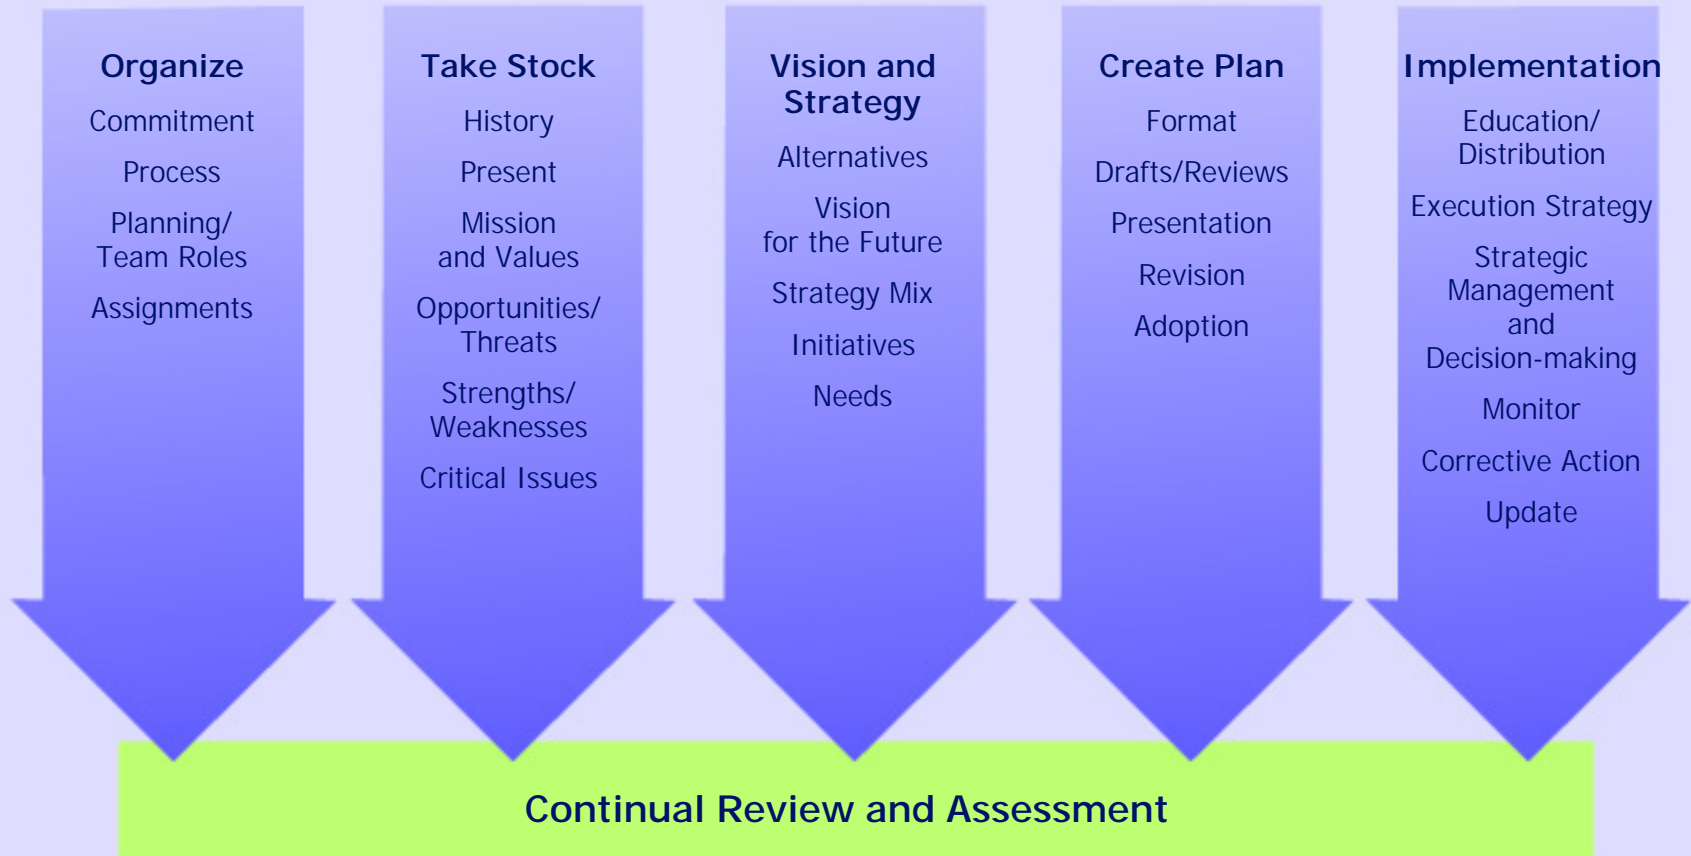 Organize
Commitment
Process
Planning/
Team Roles
Assignments
Take Stock
History
Present
Mission
and Values
Opportunities/
Threats
Strengths/
Weaknesses
Critical Issues
Vision and
Strategy
Alternatives
Vision
for the Future
Strategy Mix
Initiatives
Needs
Create Plan
Format
Drafts/Reviews
Presentation
Revision
Adoption
Implementation
Education/
Distribution
Execution Strategy
Strategic
Management
and
Decision-making
Monitor
Corrective Action
Update
Continual Review and Assessment